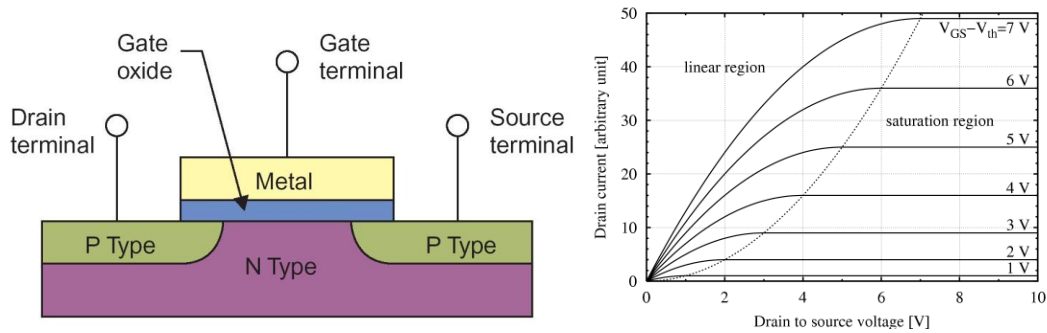 Gate
oxide
Gate
terminal
Drain
terminal
Source
terminal
Metal
P Type
P Type
N Type
50
40
30
20
10
0
Drain current [arbitrary unit]
linear region
saturation region
V_GS−V_th=7 V
6 V
5 V
4 V
3 V
2 V
1 V
0
2
4
6
8
10
Drain to source voltage [V]